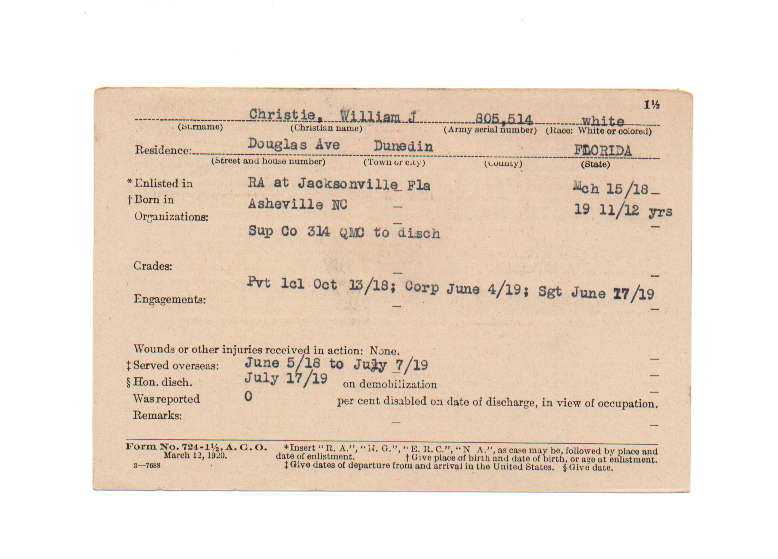 1½
Christie, William J 805,514 white
(Surname) (Christian name) (Army serial number) (Race: White or colored)
Residence: Douglas Ave Dunedin FLORIDA
(Street and house number) (Town or city) (County) (State)
*Enlisted in RA at Jacksonville Fla Mch 15/18
†Born in Asheville NC 19 11/12 yrs
Organizations:
Sup Co 314 QMC to disch
Grades:
Pvt 1cl Oct 13/18; Corp June 4/19; Sgt June 17/19
Engagements:
Wounds or other injuries received in action: None.
‡Served overseas: June 5/18 to July 7/19
§Hon. disch. July 17/19 on demobilization
Was reported 0 per cent disabled on date of discharge, in view of occupation.
Remarks:
Form No. 724-1½, A. G. O. *Insert "R. A.", "N. G.", "E. R. C.", "N A.", as case may be, followed by place and
March 12, 1920. date of enlistment. †Give place of birth and date of birth, or age at enlistment.
3—7688 ‡Give dates of departure from and arrival in the United States. §Give date.